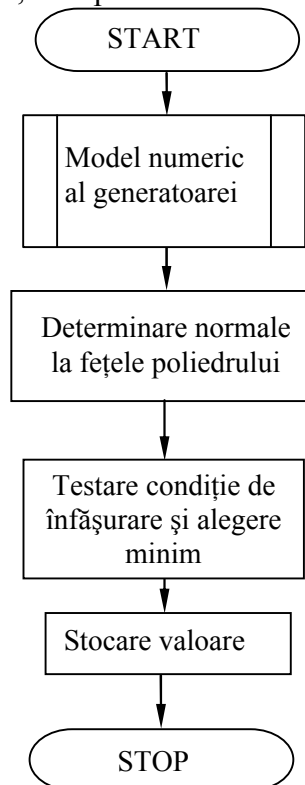 START
Model numeric
al generatoarei
Determinare normale
la fețele poliedrului
Testare condiție de
înfășurare și alegere
minim
Stocare valoare
STOP